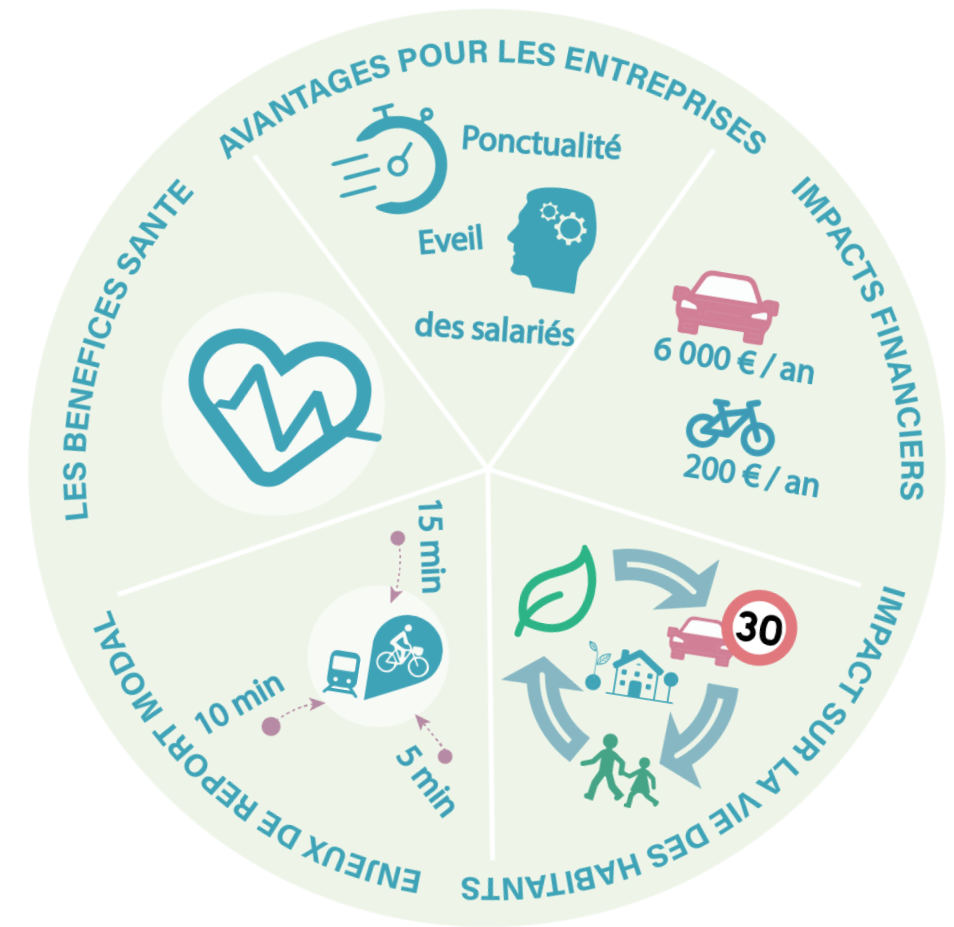 AVANTAGES POUR LES ENTREPRISES
Ponctualité
Eveil
des salariés
IMPACTS FINANCIERS
6 000 € / an
200 € / an
IMPACT SUR LA VIE DES HABITANTS
30
ENJEUX DE REPORT MODAL
15 min
10 min
5 min
LES BENEFICES SANTE